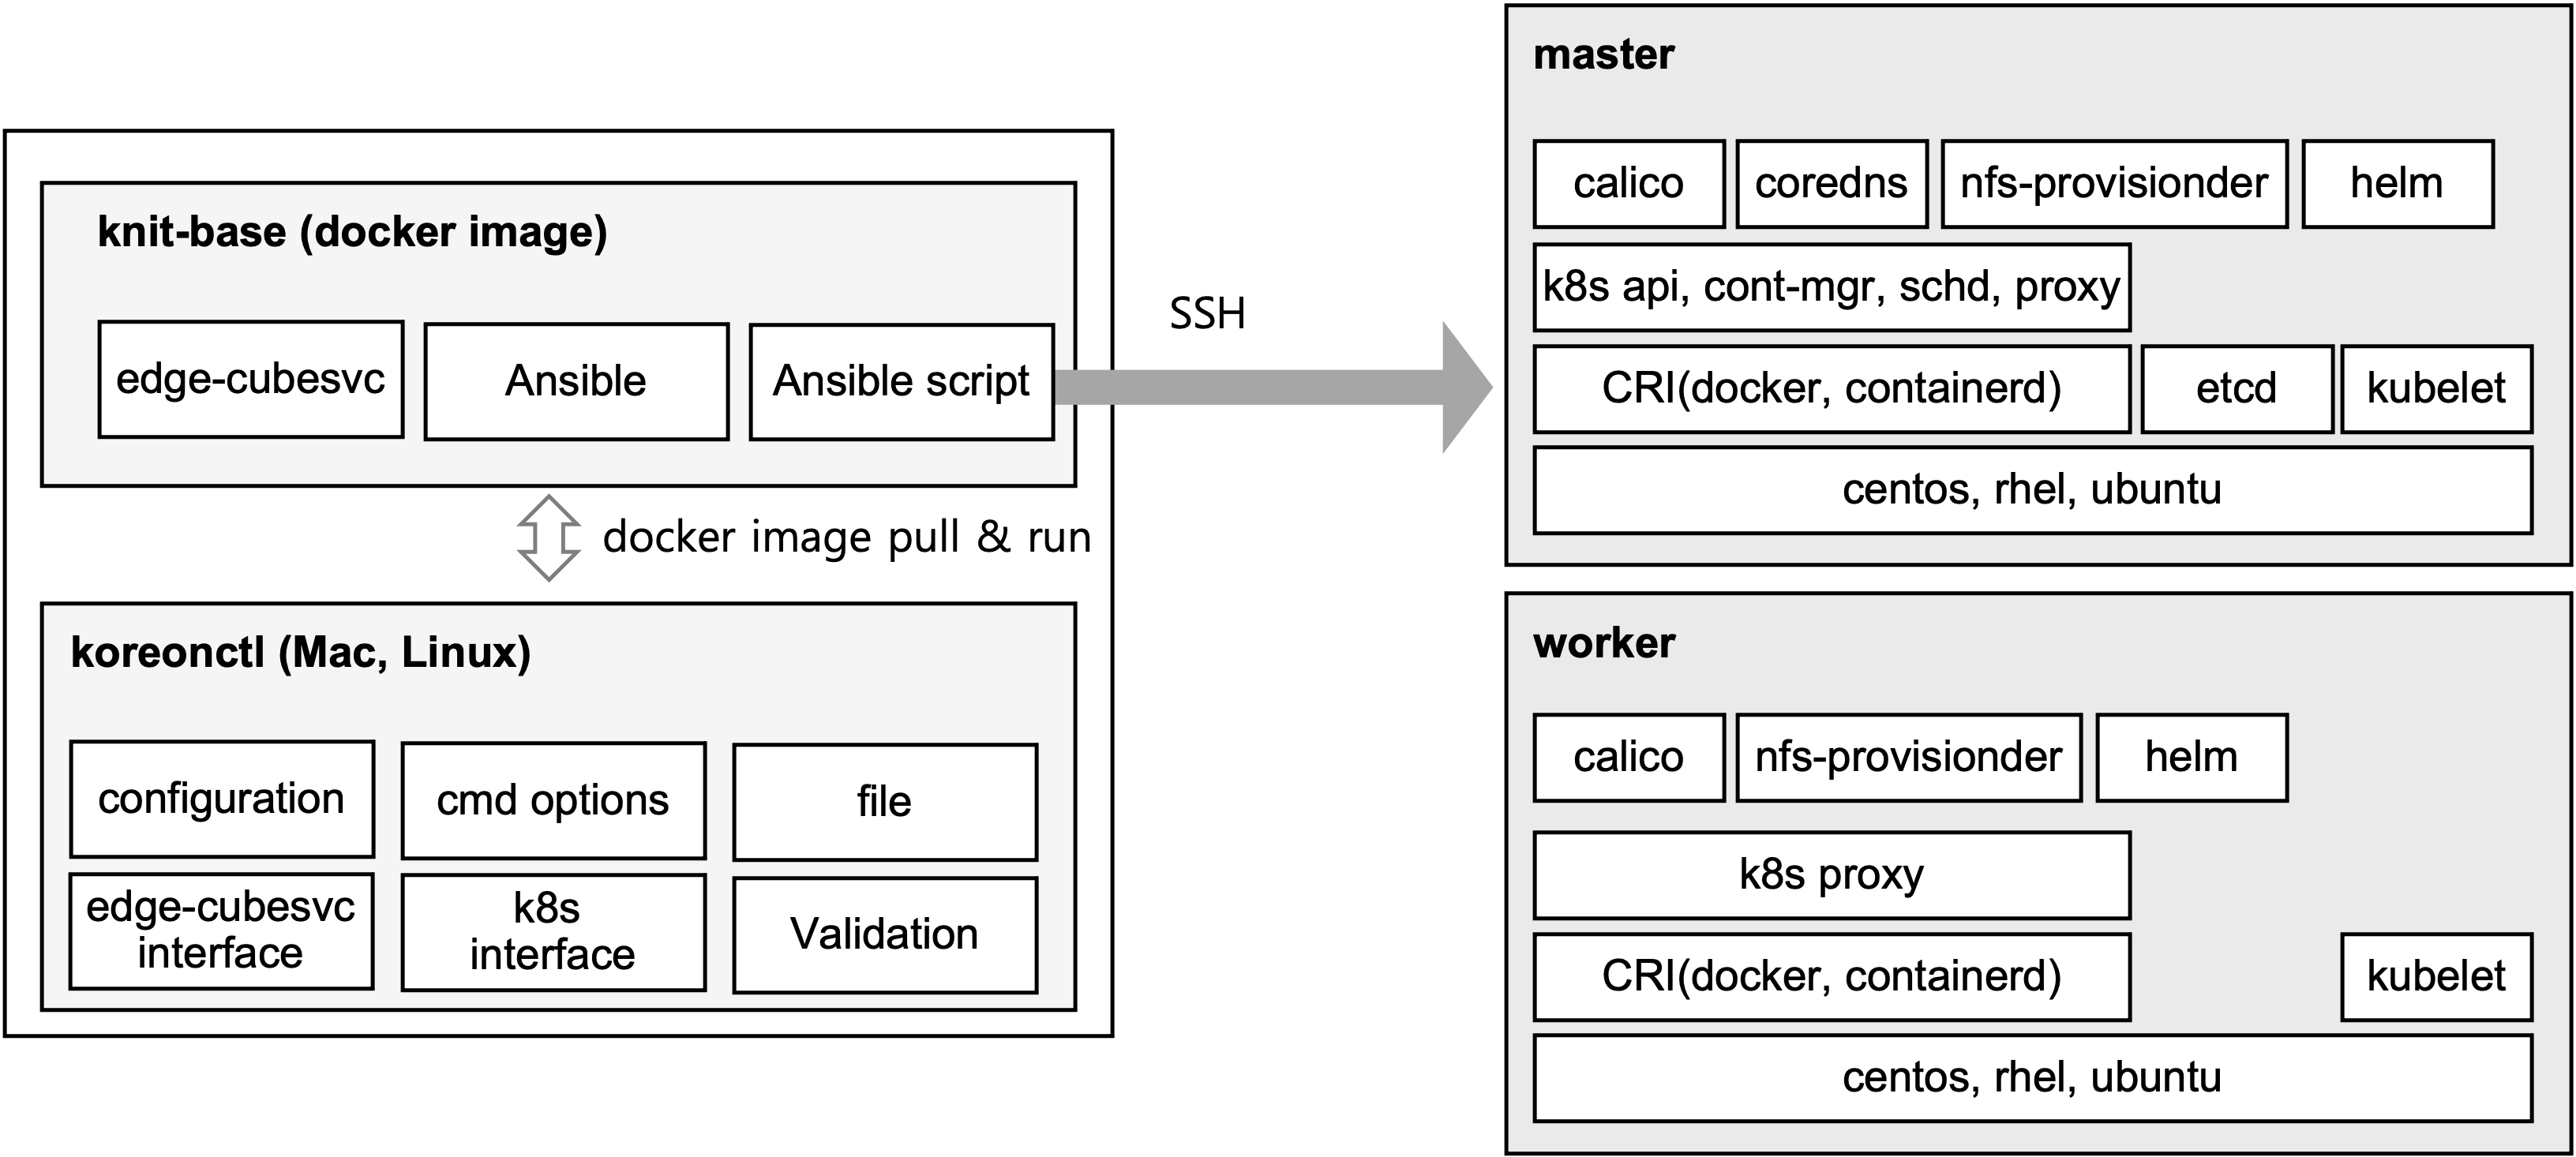 knit-base (docker image)
edge-cubesvc
Ansible
Ansible script
docker image pull & run
koreonctl (Mac, Linux)
configuration
cmd options
file
edge-cubesvc
interface
k8s
interface
Validation
SSH
master
calico
coredns
nfs-provisionder
helm
k8s api, cont-mgr, schd, proxy
CRI(docker, containerd)
etcd
kubelet
centos, rhel, ubuntu
worker
calico
nfs-provisionder
helm
k8s proxy
CRI(docker, containerd)
kubelet
centos, rhel, ubuntu